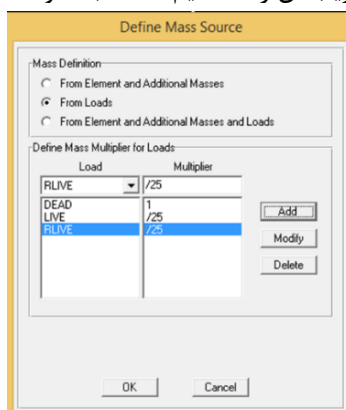 Define Mass Source
Mass Definition
From Element and Additional Masses
From Loads
From Element and Additional Masses and Loads
Define Mass Multiplier for Loads
Load Multiplier
RLIVE /25
DEAD 1
LIVE /25
RLIVE /25
Add
Modify
Delete
OK Cancel